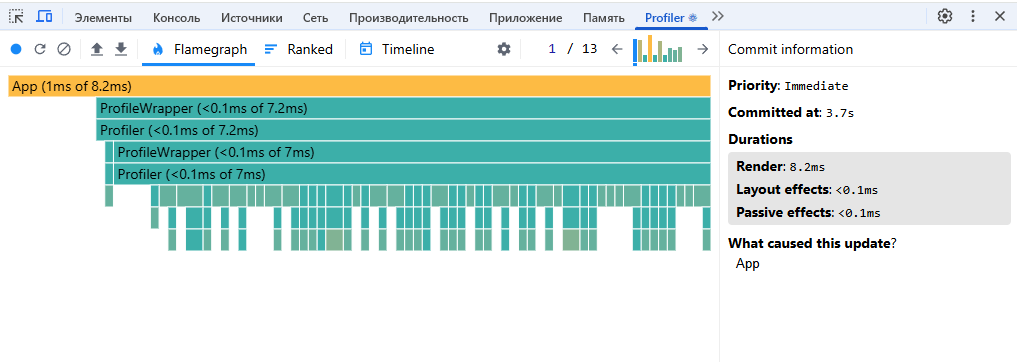 Элементы Консоль Источники Сеть Производительность Приложение Память Profiler
Flamegraph Ranked Timeline 1 / 13
Commit information
App (1ms of 8.2ms)
ProfileWrapper (<0.1ms of 7.2ms)
Profiler (<0.1ms of 7.2ms)
ProfileWrapper (<0.1ms of 7ms)
Profiler (<0.1ms of 7ms)
Priority: Immediate
Committed at: 3.7s
Durations
Render: 8.2ms
Layout effects: <0.1ms
Passive effects: <0.1ms
What caused this update?
App